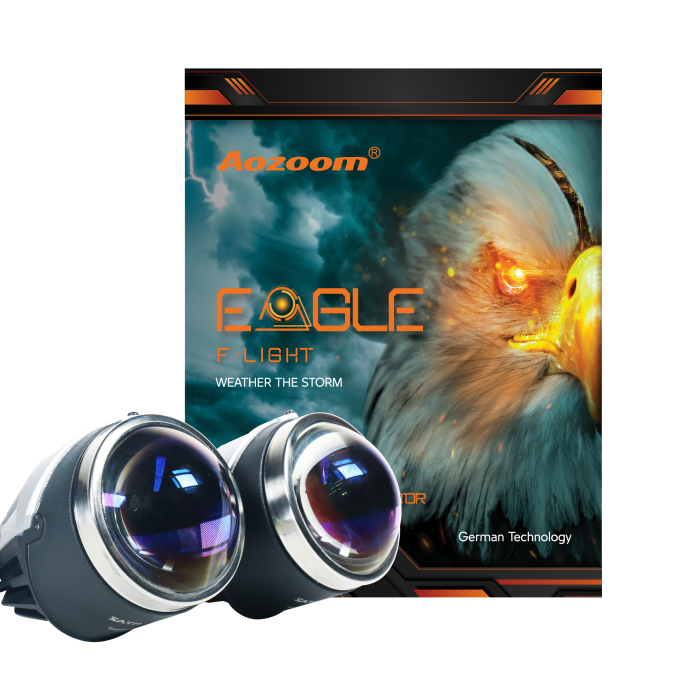 Aozoom®
EAGLE
F-LIGHT
WEATHER THE STORM
German Technology